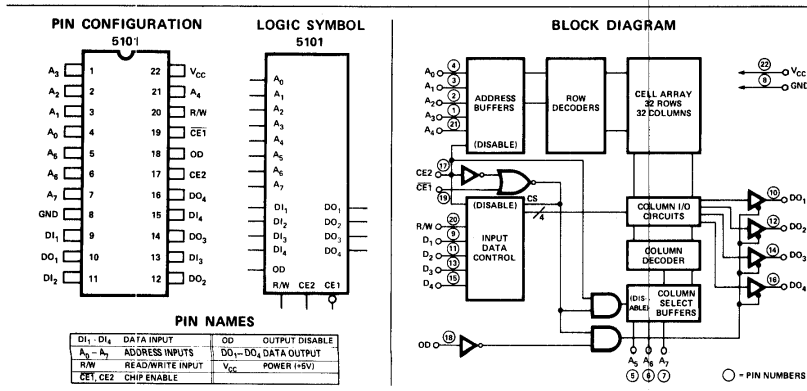 PIN CONFIGURATION
5101
A3 1 22 VCC
A2 2 21 A4
A1 3 20 R/W
A0 4 19 CE1
A5 5 18 OD
A6 6 17 CE2
A7 7 16 DO4
GND 8 15 DI4
DI1 9 14 DO3
DO1 10 13 DI3
DI2 11 12 DO2
LOGIC SYMBOL
5101
A0
A1
A2
A3
A4
A5
A6
A7
DI1 DO1
DI2 DO2
DI3 DO3
DI4 DO4
OD
R/W CE2 CE1
PIN NAMES
DI1 - DI4 DATA INPUT OD OUTPUT DISABLE
A0 – A7 ADDRESS INPUTS DO1–DO4 DATA OUTPUT
R/W READ/WRITE INPUT VCC POWER (+5V)
CE1, CE2 CHIP ENABLE
BLOCK DIAGRAM
A0 4
A1 3
A2 2
A3 1
A4 21
ADDRESS
BUFFERS
(DISABLE)
ROW
DECODERS
CELL ARRAY
32 ROWS
32 COLUMNS
22 VCC
8 GND
CE2 17
CE1 19
CS
4
(DISABLE)
INPUT
DATA
CONTROL
R/W 20
D1 9
D2 11
D3 13
D4 15
COLUMN I/O
CIRCUITS
COLUMN
DECODER
(DIS-
ABLE)
COLUMN
SELECT
BUFFERS
10 DO1
12 DO2
14 DO3
16 DO4
OD 18
A5 A6 A7
5 6 7
= PIN NUMBERS